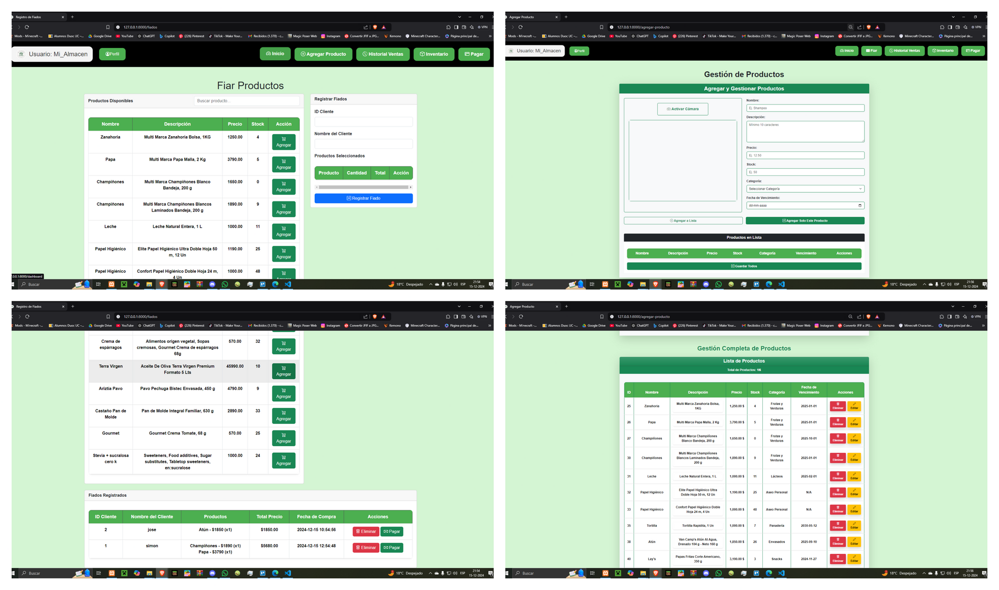 Registro de Fiados
127.0.0.1:8000/fiados
VPN
Mods - Minecraft -... Alumnos Duoc UC -... Google Drive YouTube ChatGPT Copilot (226) Pinterest TikTok - Make Your... Recibidos (1.370) - c... Magic Poser Web Instagram Convertir JFIF a JPG... Kemono Minecraft Character... Página principal de... »
Usuario: Mi_Almacen Perfil Inicio Agregar Producto Historial Ventas Inventario Pagar
Fiar Productos
Productos Disponibles Buscar producto...
Nombre Descripción Precio Stock Acción
Zanahoria Multi Marca Zanahoria Bolsa, 1KG 1250.00 4 Agregar
Papa Multi Marca Papa Malla, 2 Kg 3790.00 5 Agregar
Champiñones Multi Marca Champiñones Blanco
Bandeja, 200 g 1650.00 0 Agregar
Champiñones Multi Marca Champiñones Blancos
Laminados Bandeja, 200 g 1890.00 9 Agregar
Leche Leche Natural Entera, 1 L 1000.00 11 Agregar
Papel Higiénico Elite Papel Higiénico Ultra Doble Hoja 50
m, 12 Un 1190.00 25 Agregar
Papel Higiénico Confort Papel Higiénico Doble Hoja 24 m,
4 Un 1000.00 48 Agregar
Registrar Fiados
ID Cliente
Nombre del Cliente
Productos Seleccionados
Producto Cantidad Total Acción
Registrar Fiado
.0.0.1:8000/dashboard
Buscar 18°C Despejado ESP 21:54
15-12-2024
Agregar Producto
127.0.0.1:8000/agregar-producto
VPN
Mods - Minecraft -... Alumnos Duoc UC -... Google Drive YouTube ChatGPT Copilot (226) Pinterest TikTok - Make Your... Recibidos (1.370) - c... Magic Poser Web Instagram Convertir JFIF a JPG... Kemono Minecraft Character... Página principal de... »
Usuario: Mi_Almacen Perfil Inicio Fiar Historial Ventas Inventario Pagar
Gestión de Productos
Agregar y Gestionar Productos
Activar Cámara
Nombre:
Ej. Shampoo
Descripción:
Mínimo 10 caracteres
Precio:
Ej. 12.50
Stock:
Ej. 50
Categoría:
Seleccionar Categoría
Fecha de Vencimiento:
dd-mm-aaaa
Agregar a Lista Agregar Solo Este Producto
Productos en Lista
Nombre Descripción Precio Stock Categoría Vencimiento Acciones
Guardar Todos
Buscar 18°C Despejado ESP 21:56
15-12-2024
Registro de Fiados
127.0.0.1:8000/fiados
VPN
Mods - Minecraft -... Alumnos Duoc UC -... Google Drive YouTube ChatGPT Copilot (226) Pinterest TikTok - Make Your... Recibidos (1.370) - c... Magic Poser Web Instagram Convertir JFIF a JPG... Kemono Minecraft Character... Página principal de... »
Crema de
espárragos Alimentos origen vegetal, Sopas
cremosas, Gourmet Crema de espárragos
68g 570.00 32 Agregar
Terra Virgen Aceite De Oliva Terra Virgen Premium
Formato 5 Lts 45990.00 10 Agregar
Ariztia Pavo Pavo Pechuga Bistec Envasada, 450 g 4790.00 9 Agregar
Castaño Pan de
Molde Pan de Molde Integral Familiar, 630 g 2890.00 33 Agregar
Gourmet Gourmet Crema Tomate, 68 g 570.00 25 Agregar
Stevia + sucralosa
cero k Sweeteners, Food additives, Sugar
substitutes, Tabletop sweeteners,
en:sucralose 1000.00 24 Agregar
Fiados Registrados
ID Cliente Nombre del Cliente Productos Total Precio Fecha de Compra Acciones
2 jose Atún - $1850 (x1) $1850.00 2024-12-15 10:54:56 Eliminar Pagar
1 simon Champiñones - $1890 (x1)
Papa - $3790 (x1) $5680.00 2024-12-15 12:54:48 Eliminar Pagar
Buscar 18°C Despejado ESP 21:54
15-12-2024
Agregar Producto
127.0.0.1:8000/agregar-producto
VPN
Mods - Minecraft -... Alumnos Duoc UC -... Google Drive YouTube ChatGPT Copilot (226) Pinterest TikTok - Make Your... Recibidos (1.370) - c... Magic Poser Web Instagram Convertir JFIF a JPG... Kemono Minecraft Character... Página principal de... »
Gestión Completa de Productos
Lista de Productos
Total de Productos: 16
ID Nombre Descripción Precio Stock Categoría Fecha de
Vencimiento Acciones
25 Zanahoria Multi Marca Zanahoria Bolsa,
1KG 1,250.00 $ 4 Frutas y
Verduras 2025-01-01 Eliminar Editar
26 Papa Multi Marca Papa Malla, 2 Kg 3,790.00 $ 5 Frutas y
Verduras 2025-01-01 Eliminar Editar
27 Champiñones Multi Marca Champiñones
Blanco Bandeja, 200 g 1,650.00 $ 0 Frutas y
Verduras 2025-10-01 Eliminar Editar
30 Champiñones Multi Marca Champiñones
Blancos Laminados Bandeja,
200 g 1,890.00 $ 9 Frutas y
Verduras 2025-01-01 Eliminar Editar
31 Leche Leche Natural Entera, 1 L 1,000.00 $ 11 Lácteos 2025-02-01 Eliminar Editar
32 Papel Higiénico Elite Papel Higiénico Ultra
Doble Hoja 50 m, 12 Un 1,190.00 $ 25 Aseo Personal N/A Eliminar Editar
33 Papel Higiénico Confort Papel Higiénico Doble
Hoja 24 m, 4 Un 1,000.00 $ 48 Aseo Personal N/A Eliminar Editar
35 Tortilla Tortilla Rapidita, 1 Un 1,000.00 $ 7 Panadería 2030-05-12 Eliminar Editar
38 Atún Van Camp's Atún Al Agua,
Drenado 104 g - Neto 160 g 1,850.00 $ 26 Envasados 2025-09-10 Eliminar Editar
40 Lay's Papas Fritas Corte Americano,
350 g 3,190.00 $ 3 Snacks 2024-11-27 Eliminar Editar
Buscar 18°C Despejado ESP 21:56
15-12-2024